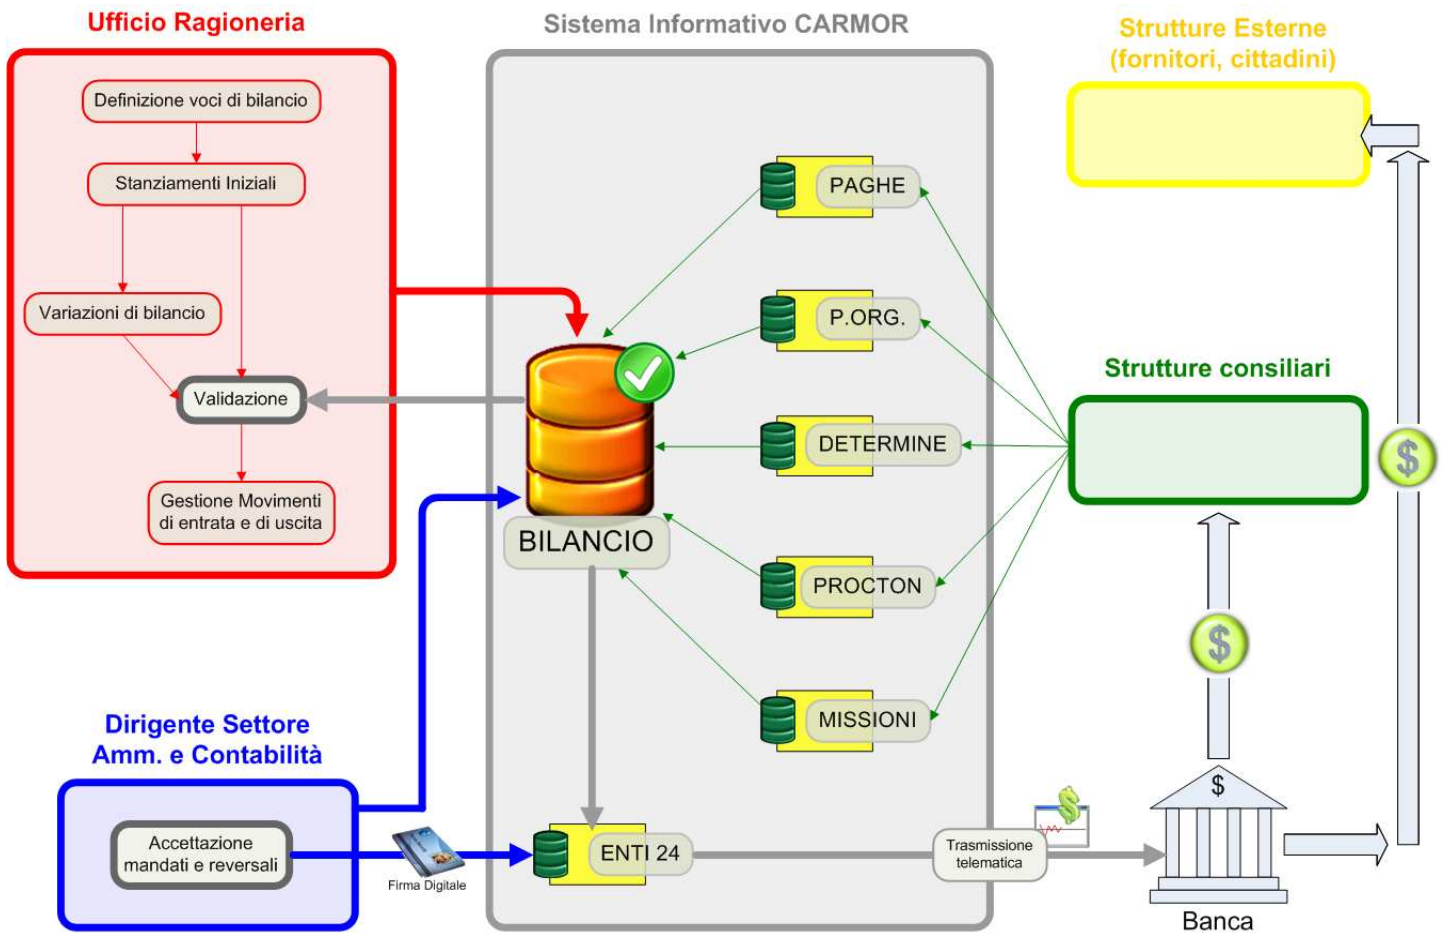 Ufficio Ragioneria
Definizione voci di bilancio
Stanziamenti Iniziali
Variazioni di bilancio
Validazione
Gestione Movimenti
di entrata e di uscita
Dirigente Settore
Amm. e Contabilità
Accettazione
mandati e reversali
Firma Digitale
Sistema Informativo CARMOR
PAGHE
P.ORG.
DETERMINE
PROCTON
MISSIONI
BILANCIO
ENTI 24
Trasmissione
telematica
Strutture Esterne
(fornitori, cittadini)
Strutture consiliari
$
$
$
$
Banca